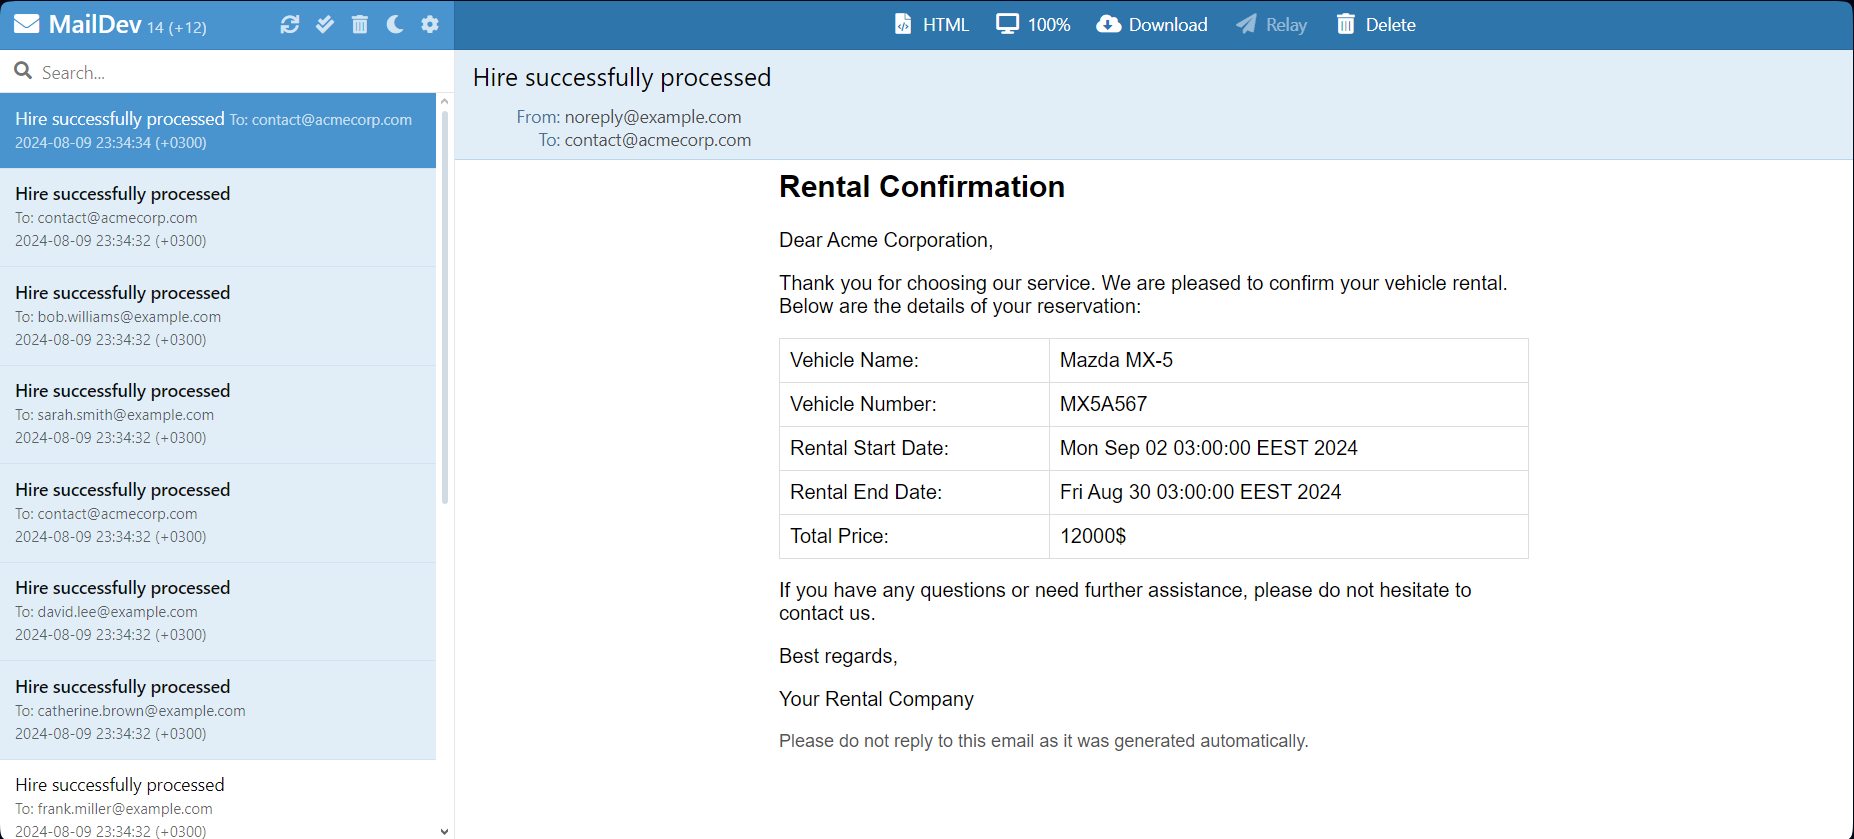 MailDev 14 (+12)
Search...
Hire successfully processed To: contact@acmecorp.com
2024-08-09 23:34:34 (+0300)
Hire successfully processed
To: contact@acmecorp.com
2024-08-09 23:34:32 (+0300)
Hire successfully processed
To: bob.williams@example.com
2024-08-09 23:34:32 (+0300)
Hire successfully processed
To: sarah.smith@example.com
2024-08-09 23:34:32 (+0300)
Hire successfully processed
To: contact@acmecorp.com
2024-08-09 23:34:32 (+0300)
Hire successfully processed
To: david.lee@example.com
2024-08-09 23:34:32 (+0300)
Hire successfully processed
To: catherine.brown@example.com
2024-08-09 23:34:32 (+0300)
Hire successfully processed
To: frank.miller@example.com
2024-08-09 23:34:32 (+0300)
HTML 100% Download Relay Delete
Hire successfully processed
From: noreply@example.com
To: contact@acmecorp.com
Rental Confirmation
Dear Acme Corporation,
Thank you for choosing our service. We are pleased to confirm your vehicle rental.
Below are the details of your reservation:
Vehicle Name: Mazda MX-5
Vehicle Number: MX5A567
Rental Start Date: Mon Sep 02 03:00:00 EEST 2024
Rental End Date: Fri Aug 30 03:00:00 EEST 2024
Total Price: 12000$
If you have any questions or need further assistance, please do not hesitate to
contact us.
Best regards,
Your Rental Company
Please do not reply to this email as it was generated automatically.